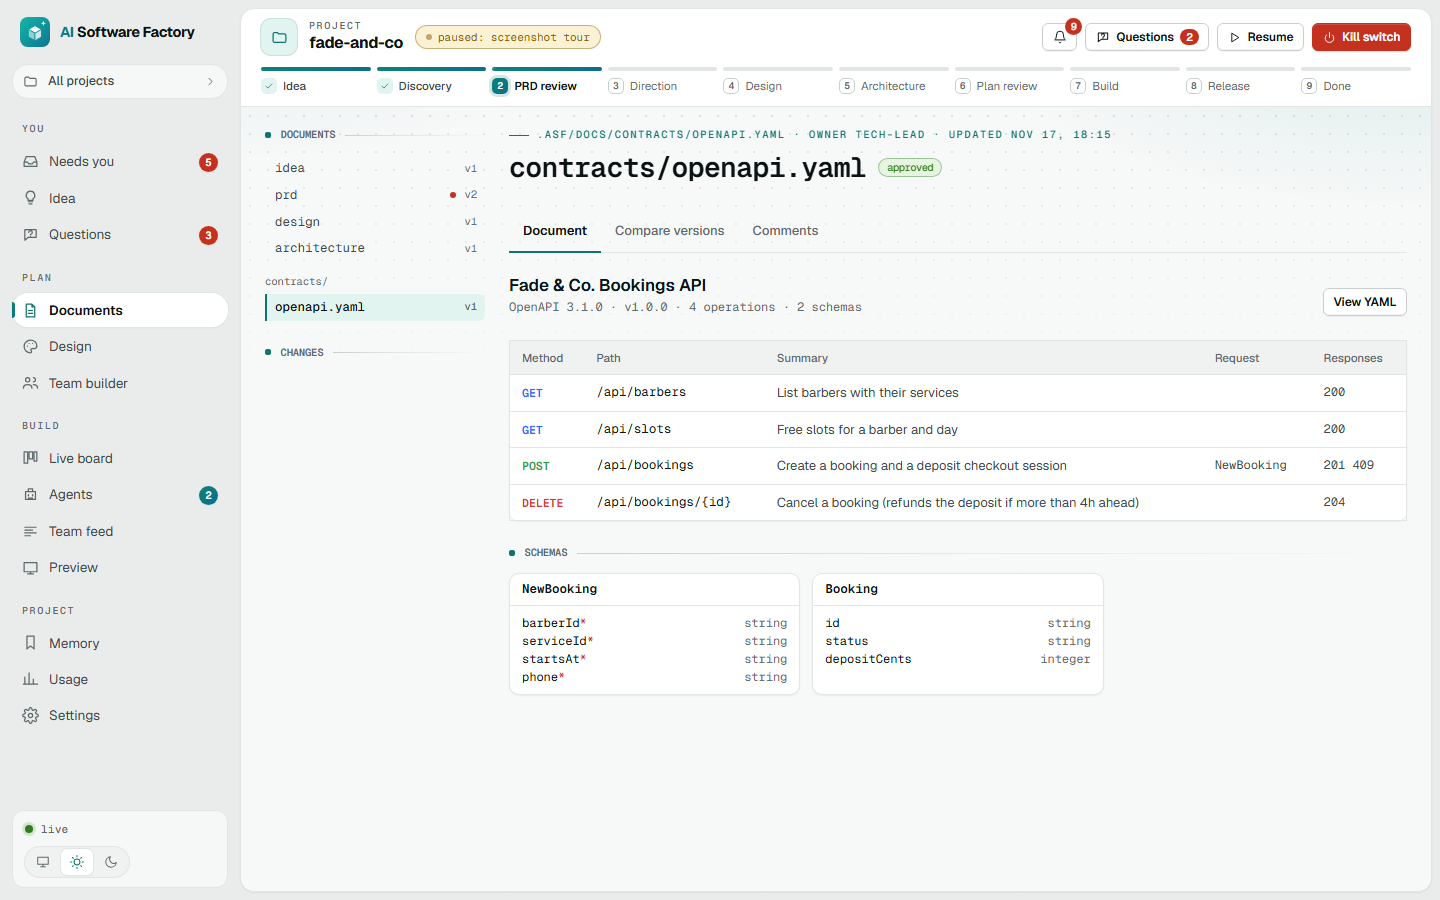 AI Software Factory
All projects
YOU
Needs you 5
Idea
Questions 3
PLAN
Documents
Design
Team builder
BUILD
Live board
Agents 2
Team feed
Preview
PROJECT
Memory
Usage
Settings
live
PROJECT
fade-and-co
paused: screenshot tour
9
Questions 2
Resume
Kill switch
Idea
Discovery
2 PRD review
3 Direction
4 Design
5 Architecture
6 Plan review
7 Build
8 Release
9 Done
DOCUMENTS
idea v1
prd v2
design v1
architecture v1
contracts/
openapi.yaml v1
CHANGES
.ASF/DOCS/CONTRACTS/OPENAPI.YAML · OWNER TECH-LEAD · UPDATED NOV 17, 18:15
contracts/openapi.yaml approved
Document Compare versions Comments
Fade & Co. Bookings API
OpenAPI 3.1.0 · v1.0.0 · 4 operations · 2 schemas
View YAML
Method Path Summary Request Responses
GET /api/barbers List barbers with their services 200
GET /api/slots Free slots for a barber and day 200
POST /api/bookings Create a booking and a deposit checkout session NewBooking 201 409
DELETE /api/bookings/{id} Cancel a booking (refunds the deposit if more than 4h ahead) 204
SCHEMAS
NewBooking
barberId* string
serviceId* string
startsAt* string
phone* string
Booking
id string
status string
depositCents integer